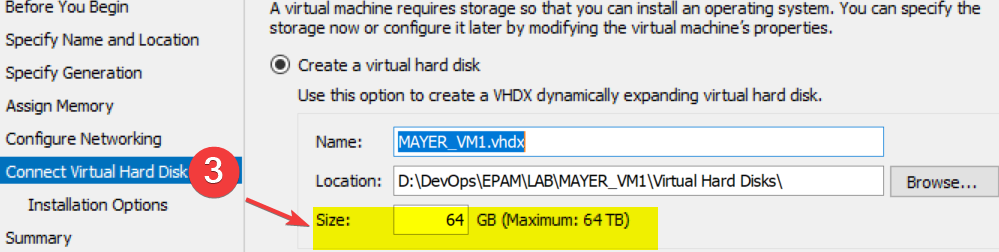 Before You Begin
Specify Name and Location
Specify Generation
Assign Memory
Configure Networking
Connect Virtual Hard Disk
3
Installation Options
Summary
A virtual machine requires storage so that you can install an operating system. You can specify the
storage now or configure it later by modifying the virtual machine's properties.
Create a virtual hard disk
Use this option to create a VHDX dynamically expanding virtual hard disk.
Name: MAYER_VM1.vhdx
Location: D:\DevOps\EPAM\LAB\MAYER_VM1\Virtual Hard Disks\ Browse...
Size: 64 GB (Maximum: 64 TB)